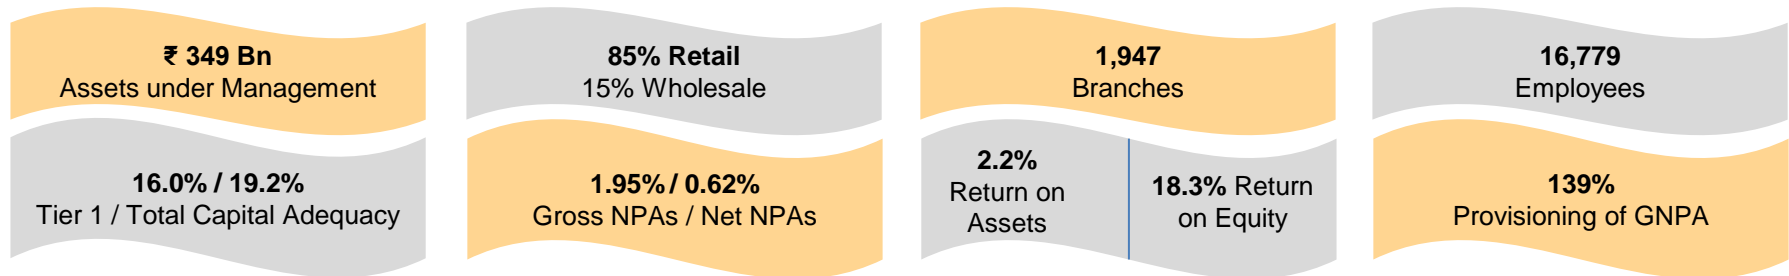 ₹ 349 Bn
Assets under Management
85% Retail
15% Wholesale
1,947
Branches
16,779
Employees
16.0% / 19.2%
Tier 1 / Total Capital Adequacy
1.95% / 0.62%
Gross NPAs / Net NPAs
2.2%
Return on
Assets
18.3% Return
on Equity
139%
Provisioning of GNPA